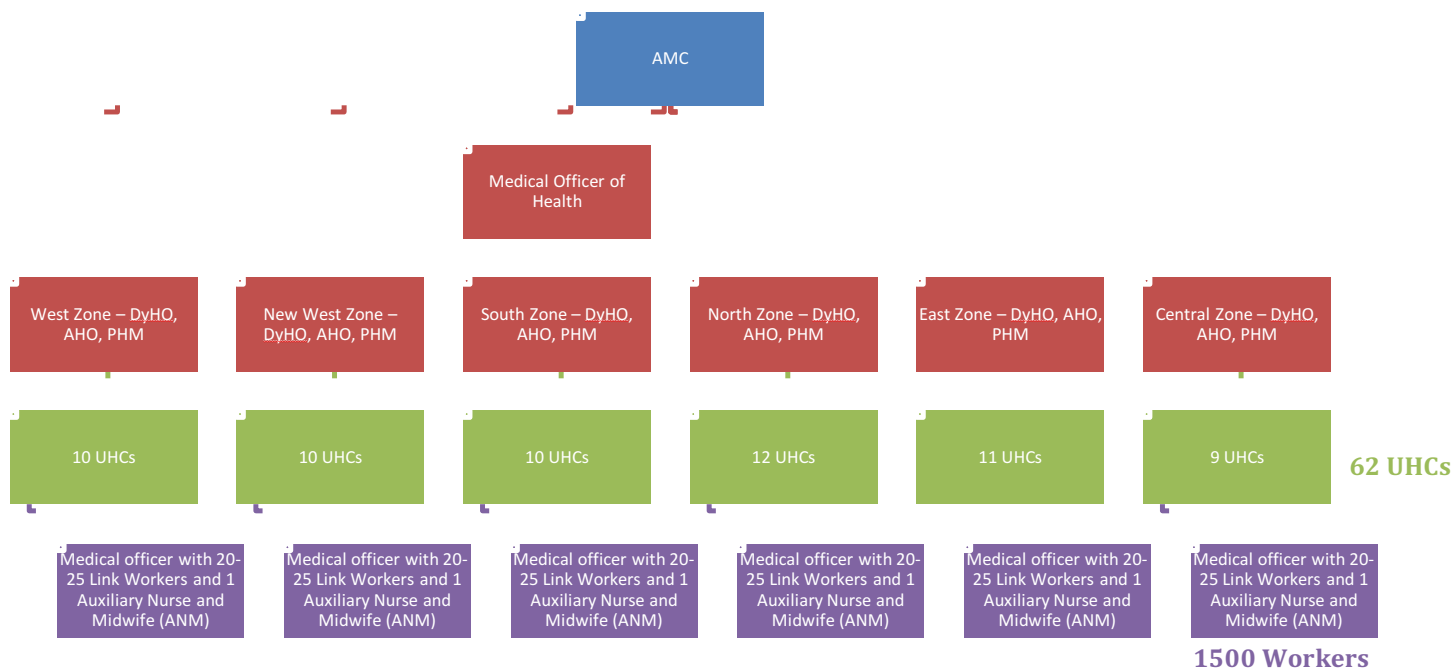 AMC
Medical Officer of
Health
West Zone – DyHO,
AHO, PHM
New West Zone –
DyHO, AHO, PHM
South Zone – DyHO,
AHO, PHM
North Zone – DyHO,
AHO, PHM
East Zone – DyHO, AHO,
PHM
Central Zone – DyHO,
AHO, PHM
10 UHCs
10 UHCs
10 UHCs
12 UHCs
11 UHCs
9 UHCs
62 UHCs
Medical officer with 20-
25 Link Workers and 1
Auxiliary Nurse and
Midwife (ANM)
Medical officer with 20-
25 Link Workers and 1
Auxiliary Nurse and
Midwife (ANM)
Medical officer with 20-
25 Link Workers and 1
Auxiliary Nurse and
Midwife (ANM)
Medical officer with 20-
25 Link Workers and 1
Auxiliary Nurse and
Midwife (ANM)
Medical officer with 20-
25 Link Workers and 1
Auxiliary Nurse and
Midwife (ANM)
Medical officer with 20-
25 Link Workers and 1
Auxiliary Nurse and
Midwife (ANM)
1500 Workers